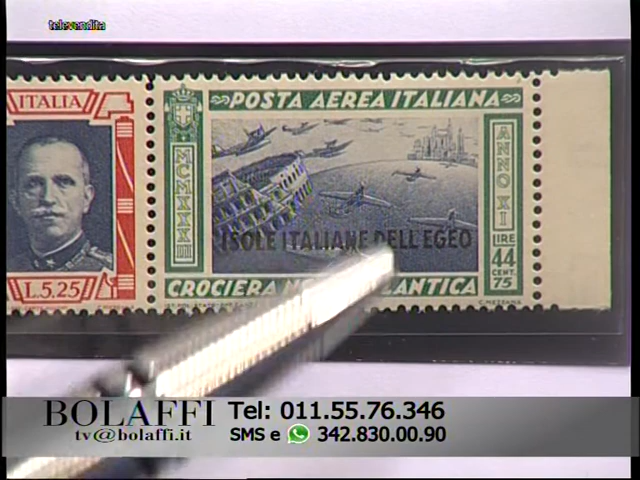 televendita
ITALIA
L.5.25
POSTA AEREA ITALIANA
MCMXXXIII
ANNO XI
ISOLE ITALIANE DELL'EGEO
LIRE
44
CENT.
75
CROCIERA
ANTICA
C. MEZZANA
BOLAFFI
tv@bolaffi.it
Tel: 011.55.76.346
SMS e 342.830.00.90